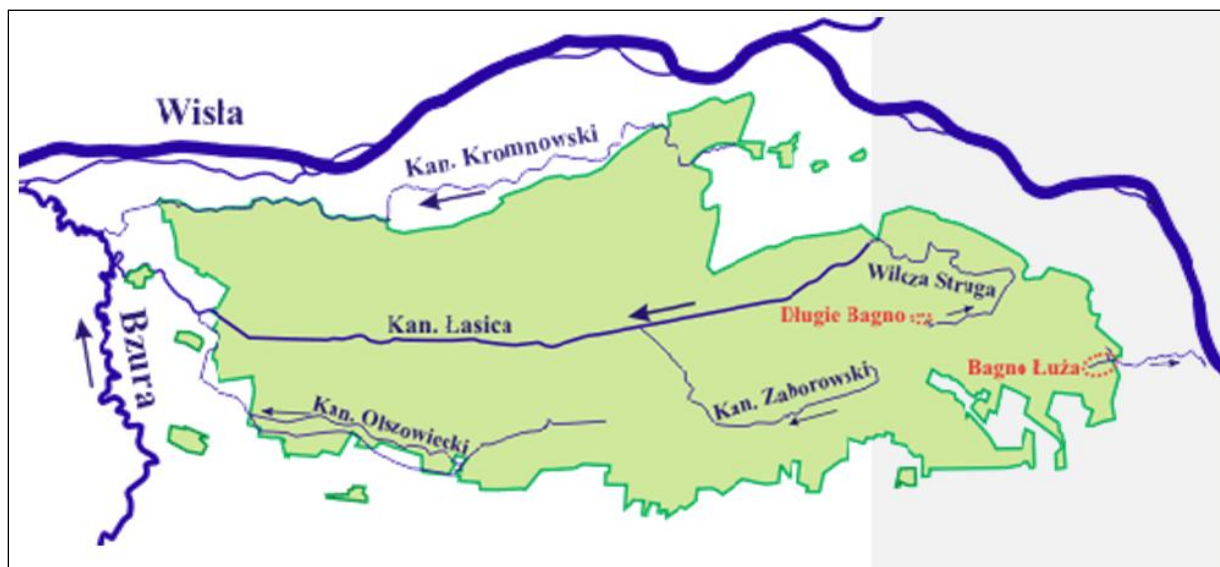 Wisła
Kan. Kromnowski
Wilcza Struga
Długie Bagno
Kan. Łasica
Bzura
Bagno Łuża
Kan. Zaborowski
Kan. Olszowiecki